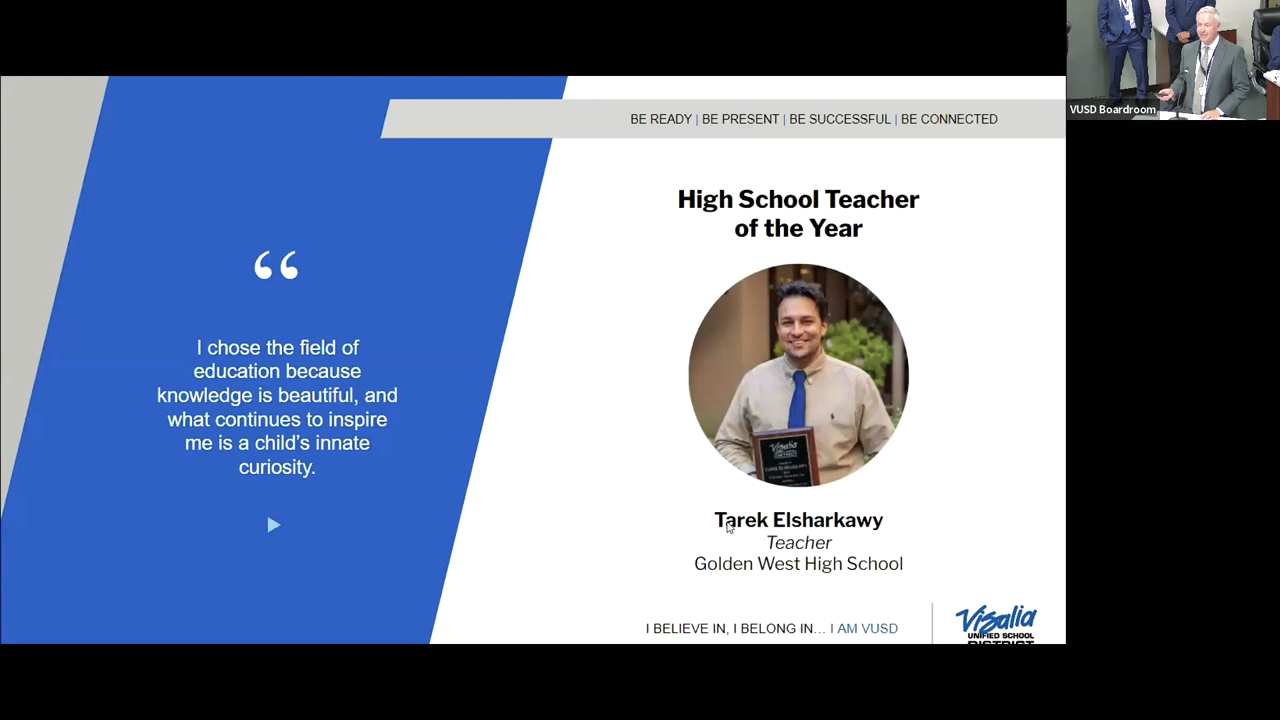 VUSD Boardroom
BE READY | BE PRESENT | BE SUCCESSFUL | BE CONNECTED
“
I chose the field of
education because
knowledge is beautiful, and
what continues to inspire
me is a child’s innate
curiosity.
High School Teacher
of the Year
Visalia
Tarek Elsharkawy
Teacher
Golden West High School
I BELIEVE IN, I BELONG IN... I AM VUSD
Visalia
UNIFIED SCHOOL
DISTRICT